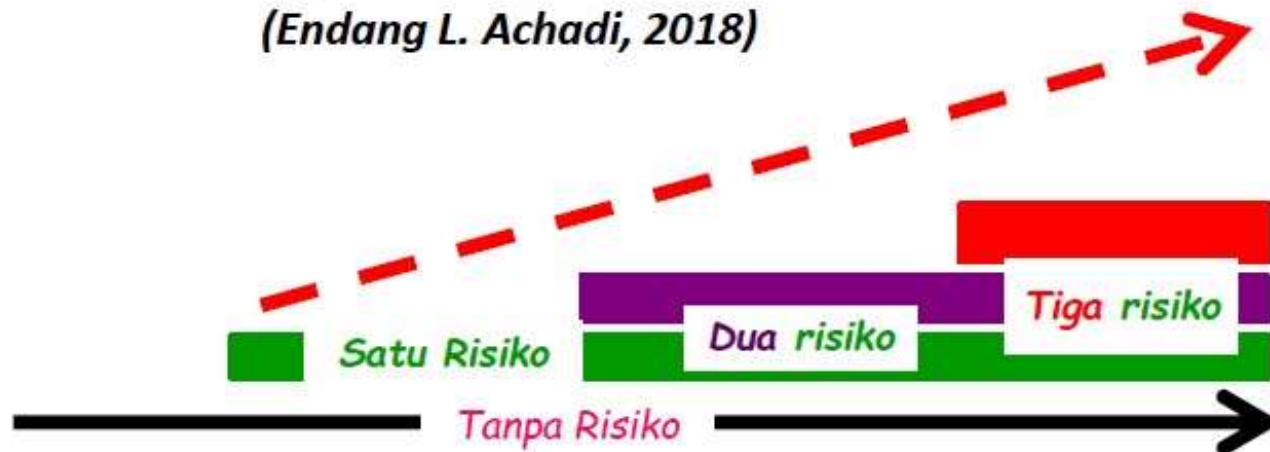 (Endang L. Achadi, 2018)
Tiga risiko
Dua risiko
Satu Risiko
Tanpa Risiko